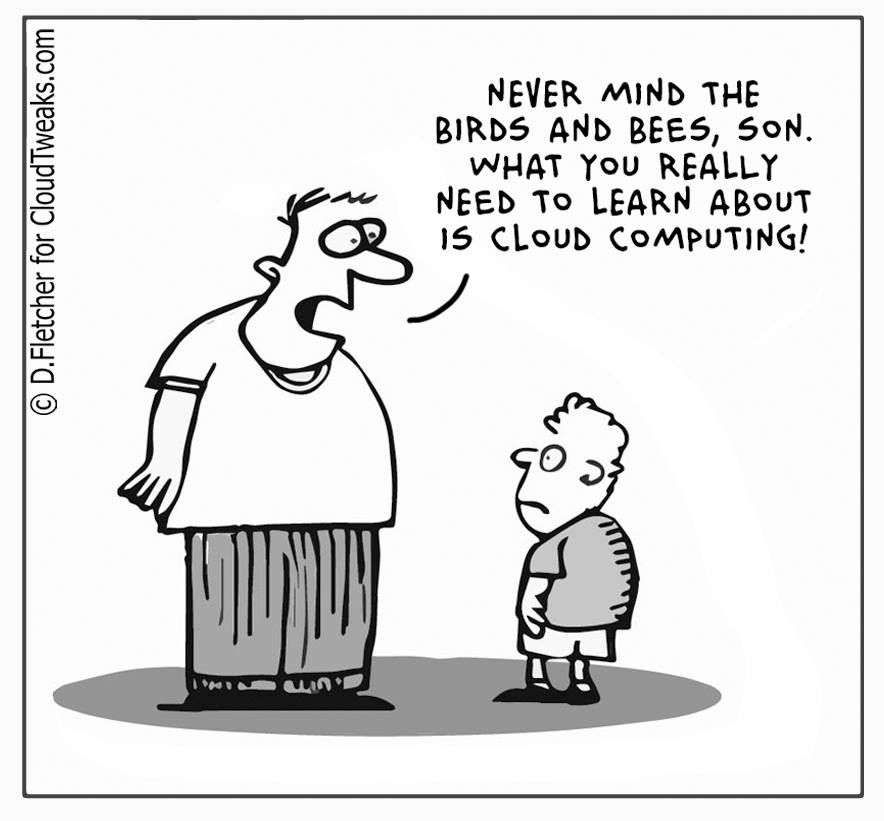 © D.Fletcher for CloudTweaks.com
NEVER MIND THE
BIRDS AND BEES, SON.
WHAT YOU REALLY
NEED TO LEARN ABOUT
IS CLOUD COMPUTING!